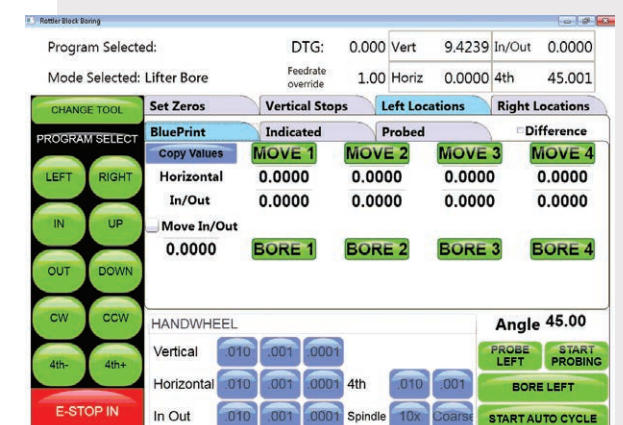 Rottler Block Boring
Program Selected: DTG: 0.000 Vert 9.4239 In/Out 0.0000
Mode Selected: Lifter Bore Feedrate override 1.00 Horiz 0.0000 4th 45.001
CHANGE TOOL Set Zeros Vertical Stops Left Locations Right Locations
PROGRAM SELECT BluePrint Indicated Probed Difference
Copy Values MOVE 1 MOVE 2 MOVE 3 MOVE 4
LEFT RIGHT Horizontal 0.0000 0.0000 0.0000 0.0000
In/Out 0.0000 0.0000 0.0000 0.0000
IN UP Move In/Out
0.0000 BORE 1 BORE 2 BORE 3 BORE 4
OUT DOWN
CW CCW HANDWHEEL Angle 45.00
Vertical .010 .001 .0001 PROBE LEFT START PROBING
4th- 4th+
Horizontal .010 .001 .0001 4th .010 .001 BORE LEFT
E-STOP IN In Out .010 .001 .0001 Spindle 10x Coarse START AUTO CYCLE